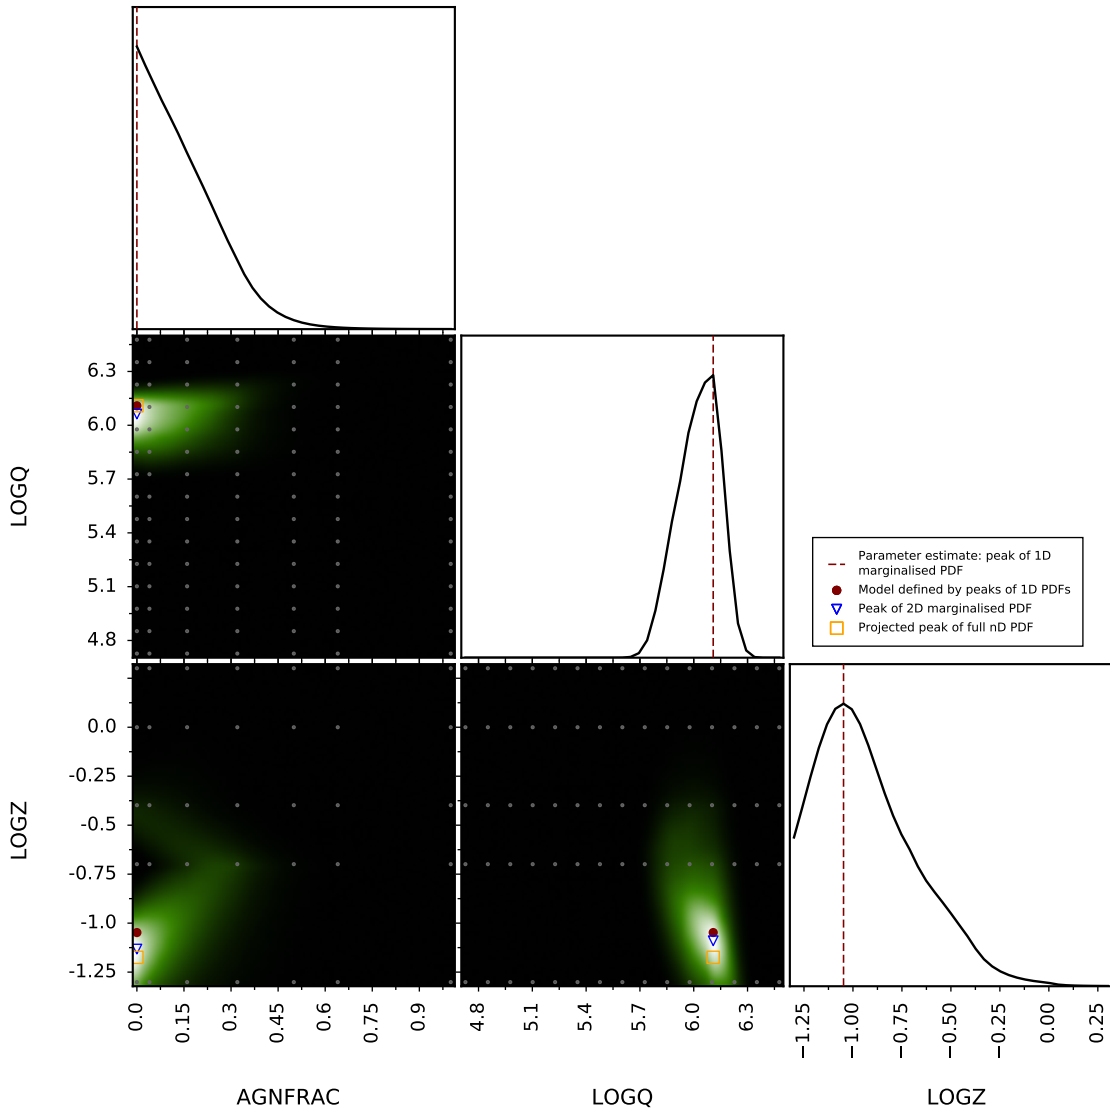 6.3
6.0
5.7
5.4
5.1
4.8
LOGQ
Parameter estimate: peak of 1D
marginalised PDF
Model defined by peaks of 1D PDFs
Peak of 2D marginalised PDF
Projected peak of full nD PDF
0.0
-0.25
-0.5
-0.75
-1.0
-1.25
LOGZ
0.0 0.15 0.3 0.45 0.6 0.75 0.9
4.8 5.1 5.4 5.7 6.0 6.3
−1.25 −1.00 −0.75 −0.50 −0.25 0.00 0.25
AGNFRAC LOGQ LOGZ